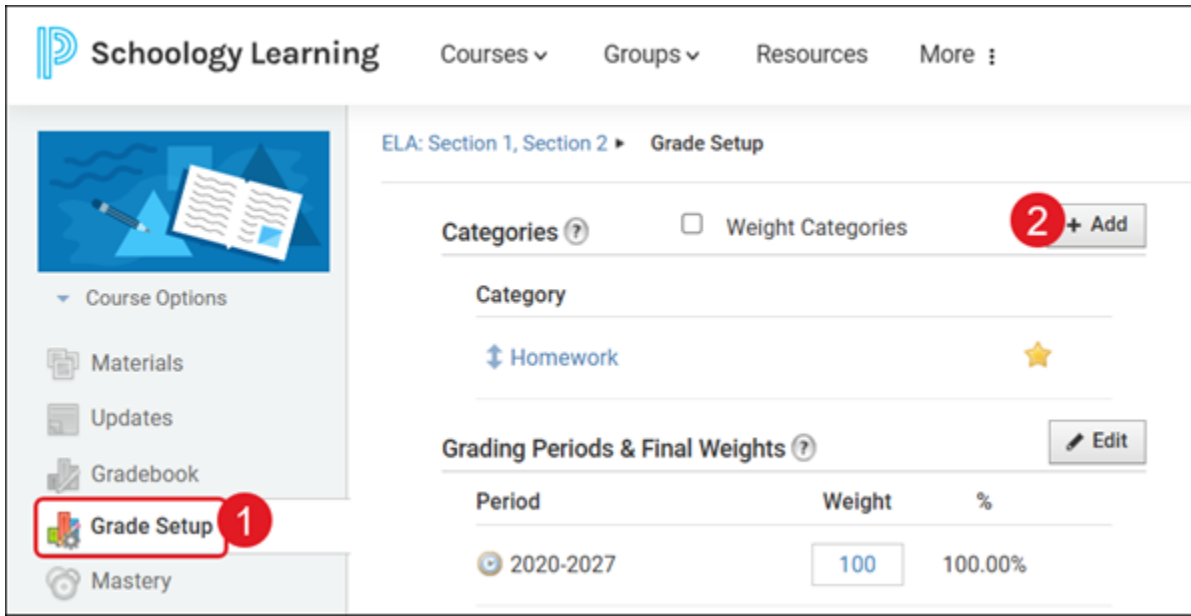 Schoology Learning Courses Groups Resources More
ELA: Section 1, Section 2 Grade Setup
Categories ? Weight Categories 2 + Add
Category
Homework
Course Options
Materials
Updates
Gradebook
Grade Setup 1
Mastery
Grading Periods & Final Weights ? Edit
Period Weight %
2020-2027 100 100.00%